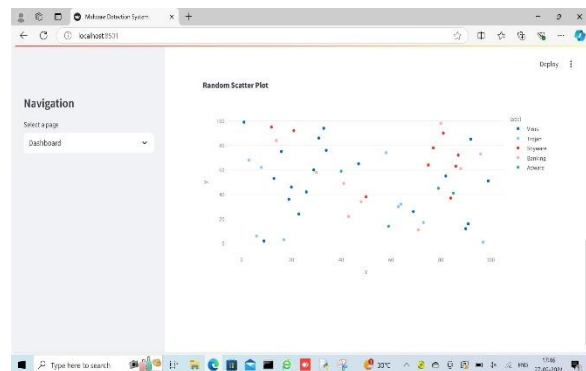 Malware Detection System
localhost:8501
Deploy
Random Scatter Plot
Navigation
Select a page
Dashboard
label
Virus
Trojan
Spyware
Banking
Adware
100
80
60
40
20
0
y
0
20
40
60
80
100
x
Type here to search
33°C
ENG
17:06